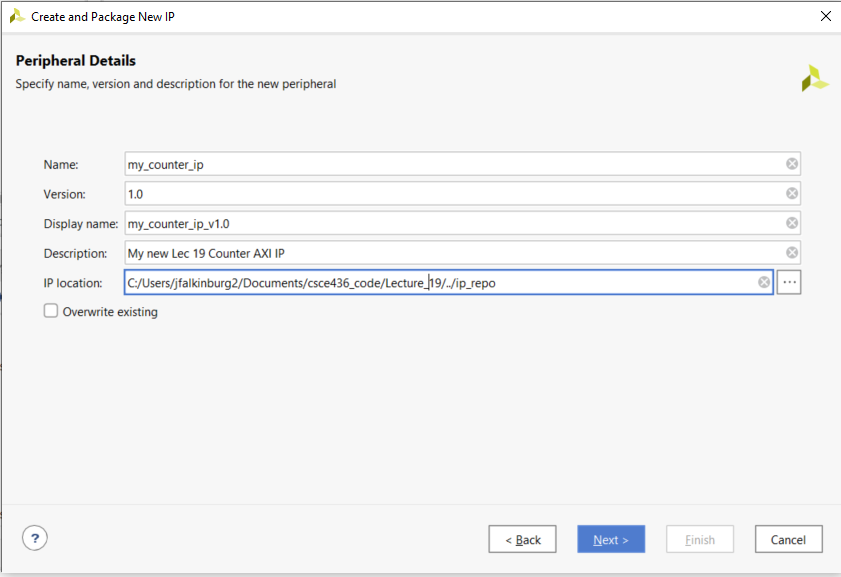 Create and Package New IP
Peripheral Details
Specify name, version and description for the new peripheral
Name: my_counter_ip
Version: 1.0
Display name: my_counter_ip_v1.0
Description: My new Lec 19 Counter AXI IP
IP location: C:/Users/jfalkinburg2/Documents/csce436_code/Lecture_19/../ip_repo ...
Overwrite existing
? < Back Next > Finish Cancel